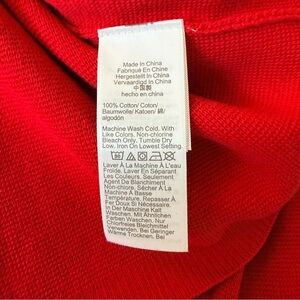 Made In China
Fabriqué En Chine
Hergestellt In China
Vervaardigd In China
中国製
hecho en china
100% Cotton/ Coton/
Baumwolle/ Katoen/ 綿/
algodón
Machine Wash Cold. With
Like Colors. Non-chlorine
Bleach Only. Tumble Dry
Low, Iron On Lowest Setting.
Laver À La Machine À L'eau
Froide. Laver En Séparant
Les Couleurs. Seulement
Agent De Blanchiment
Non-chlore. Sécher À Basse
Température. Repasser À
Fer Doux Si Nécessaire.
In Der Machine Kalt
Waschen. Mit Ähnlichen
Farben Waschen. Nur
Chlorfreies Bleichmittel
Verwenden. Bei Geringer
Wärme Trocknen. Bei